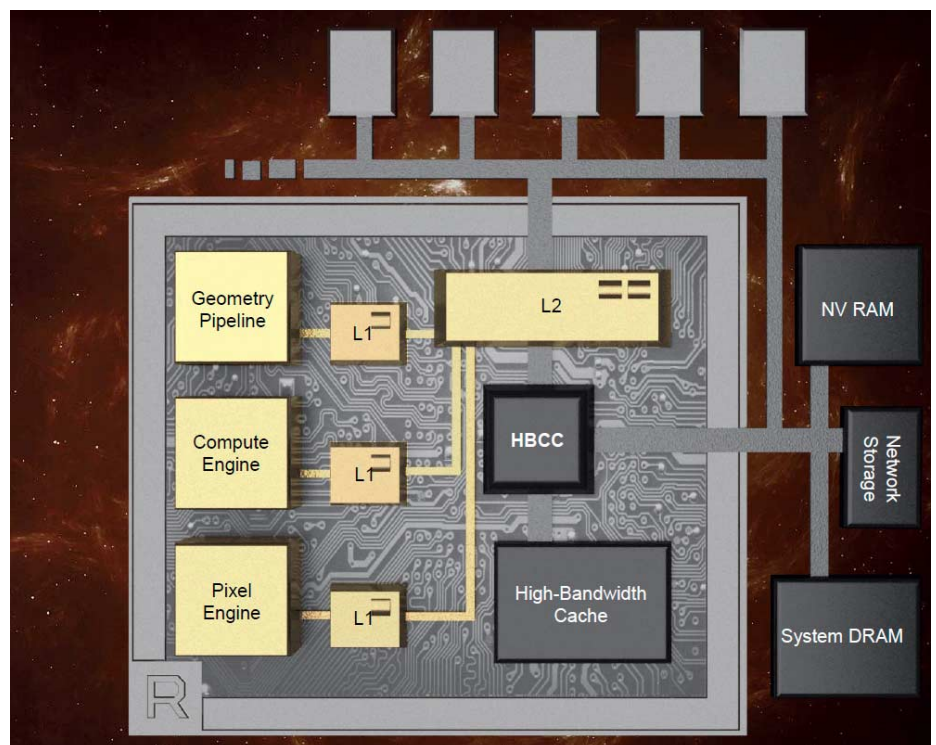 Geometry
Pipeline
L1
L2
NV RAM
Compute
Engine
L1
HBCC
Network
Storage
Pixel
Engine
L1
High-Bandwidth
Cache
System DRAM
R